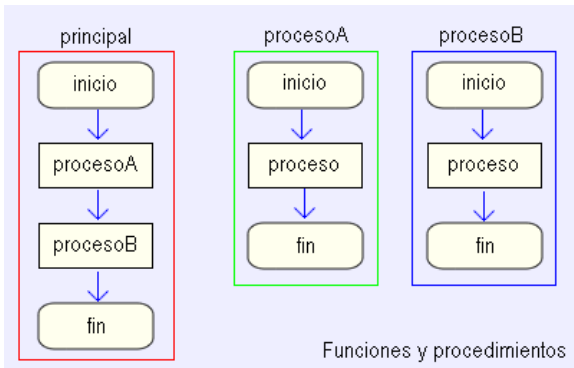 principal
inicio
procesoA
procesoB
fin
procesoA
inicio
proceso
fin
procesoB
inicio
proceso
fin
Funciones y procedimientos